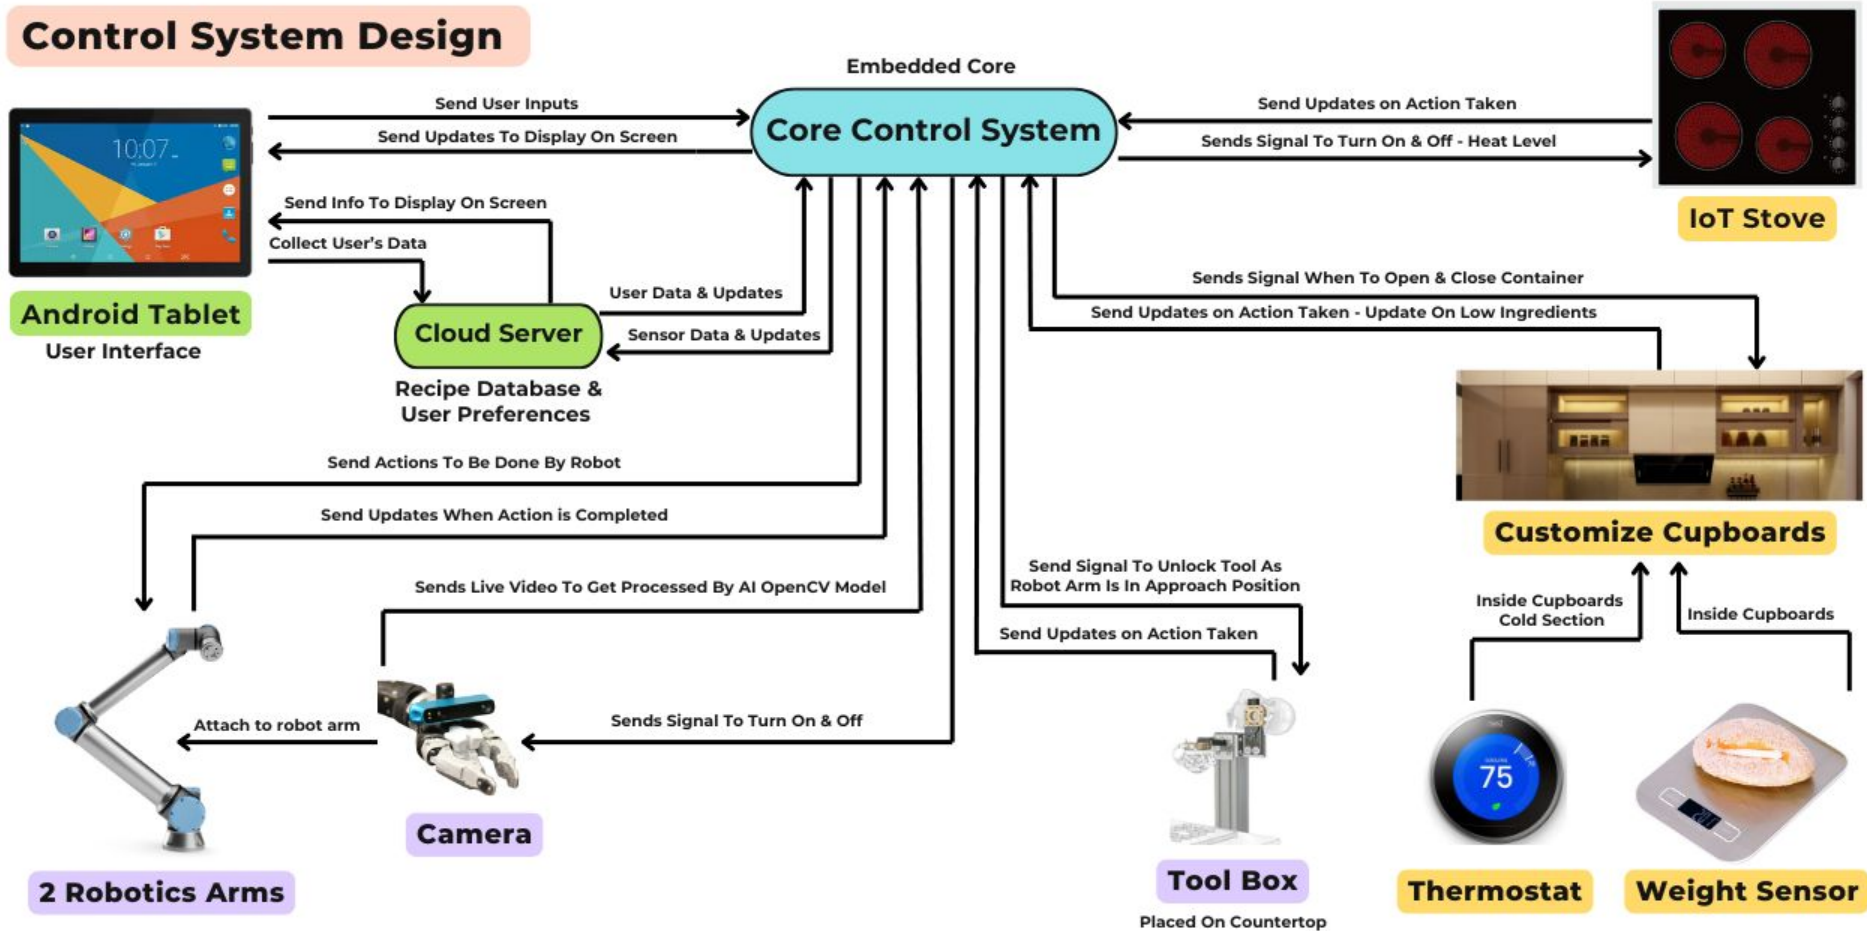 Control System Design
Embedded Core
Core Control System
Send User Inputs
Send Updates To Display On Screen
Send Updates on Action Taken
Sends Signal To Turn On & Off - Heat Level
IoT Stove
10:07
Send Info To Display On Screen
Collect User's Data
Android Tablet
User Interface
Cloud Server
Recipe Database &
User Preferences
User Data & Updates
Sensor Data & Updates
Sends Signal When To Open & Close Container
Send Updates on Action Taken - Update On Low Ingredients
Customize Cupboards
Send Actions To Be Done By Robot
Send Updates When Action is Completed
Sends Live Video To Get Processed By AI OpenCV Model
Send Signal To Unlock Tool As
Robot Arm Is In Approach Position
Send Updates on Action Taken
Inside Cupboards
Cold Section
Inside Cupboards
Attach to robot arm
Sends Signal To Turn On & Off
75
Camera
2 Robotics Arms
Tool Box
Placed On Countertop
Thermostat
Weight Sensor